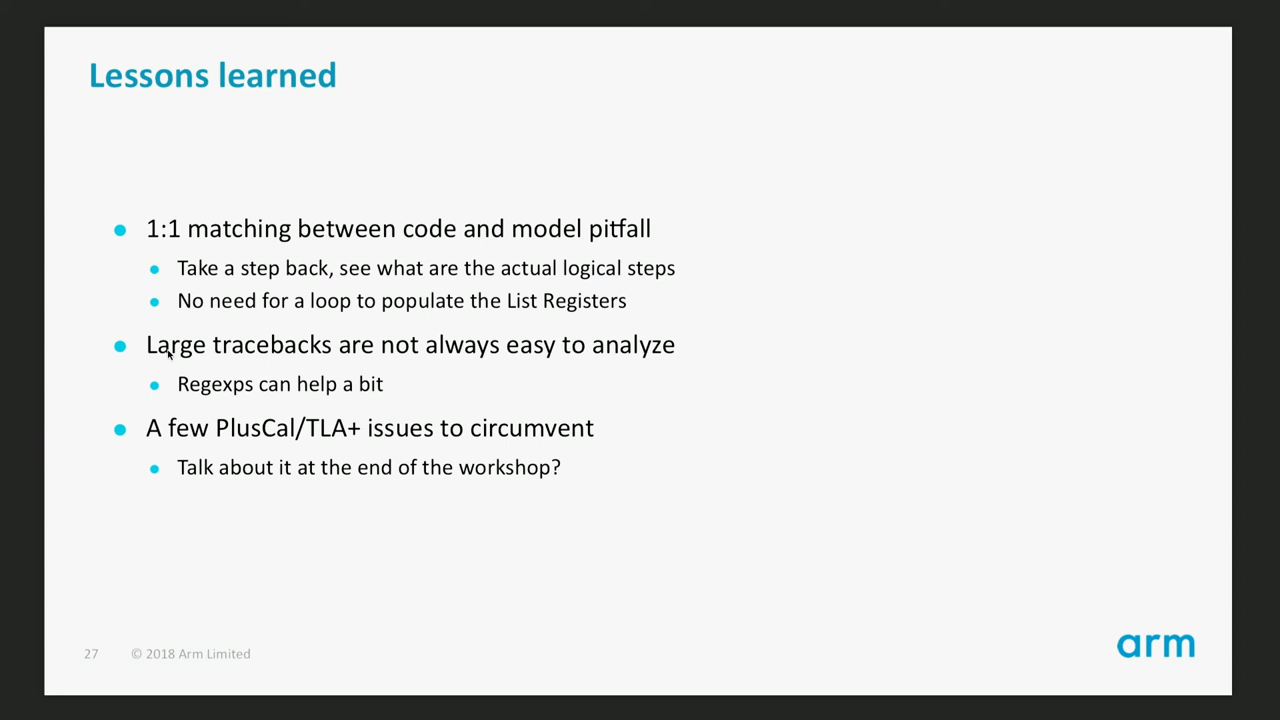 Lessons learned
1:1 matching between code and model pitfall
Take a step back, see what are the actual logical steps
No need for a loop to populate the List Registers
Large tracebacks are not always easy to analyze
Regexps can help a bit
A few PlusCal/TLA+ issues to circumvent
Talk about it at the end of the workshop?
27 © 2018 Arm Limited
arm